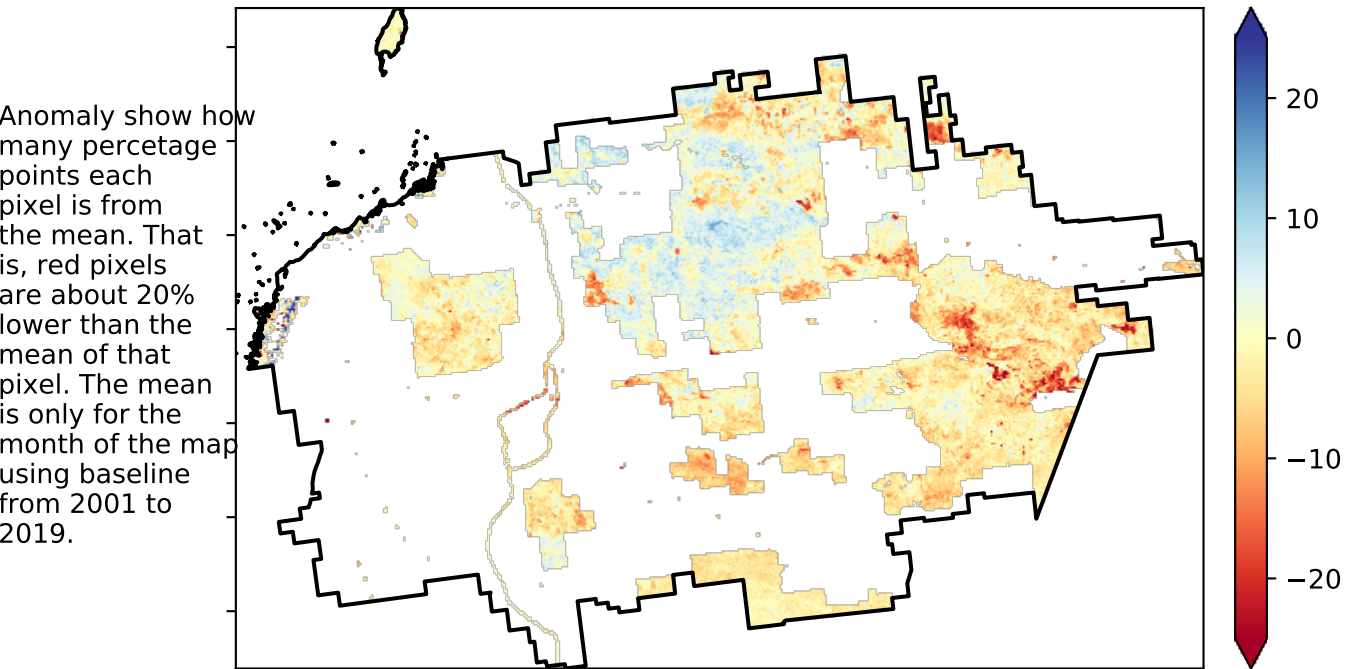 Anomaly show how
many percetage
points each
pixel is from
the mean. That
is, red pixels
are about 20%
lower than the
mean of that
pixel. The mean
is only for the
month of the map
using baseline
from 2001 to
2019.
20
10
0
−10
−20